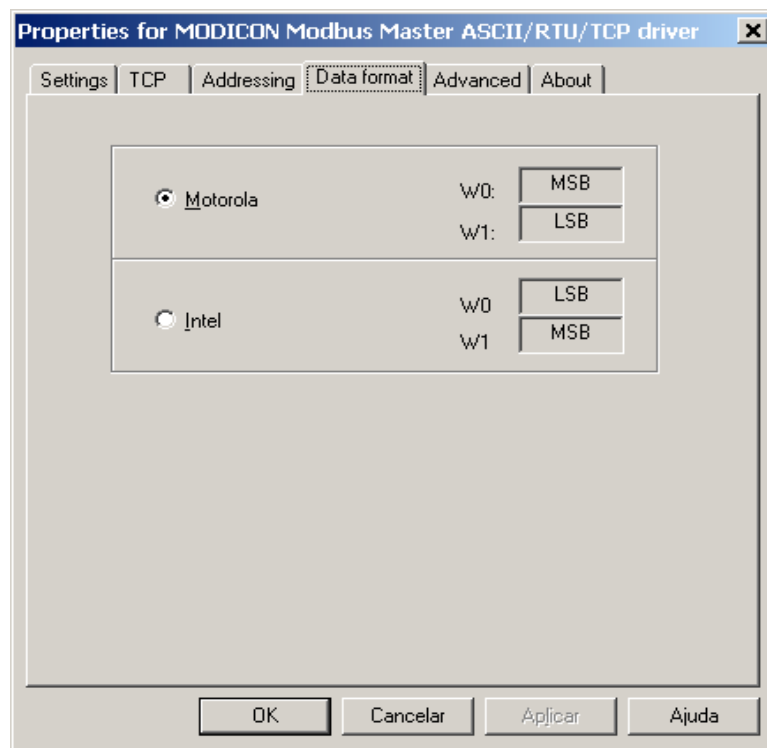 Properties for MODICON Modbus Master ASCII/RTU/TCP driver
Settings TCP Addressing Data format Advanced About
Motorola
W0: MSB
W1: LSB
Intel
W0 LSB
W1 MSB
OK Cancelar Aplicar Ajuda